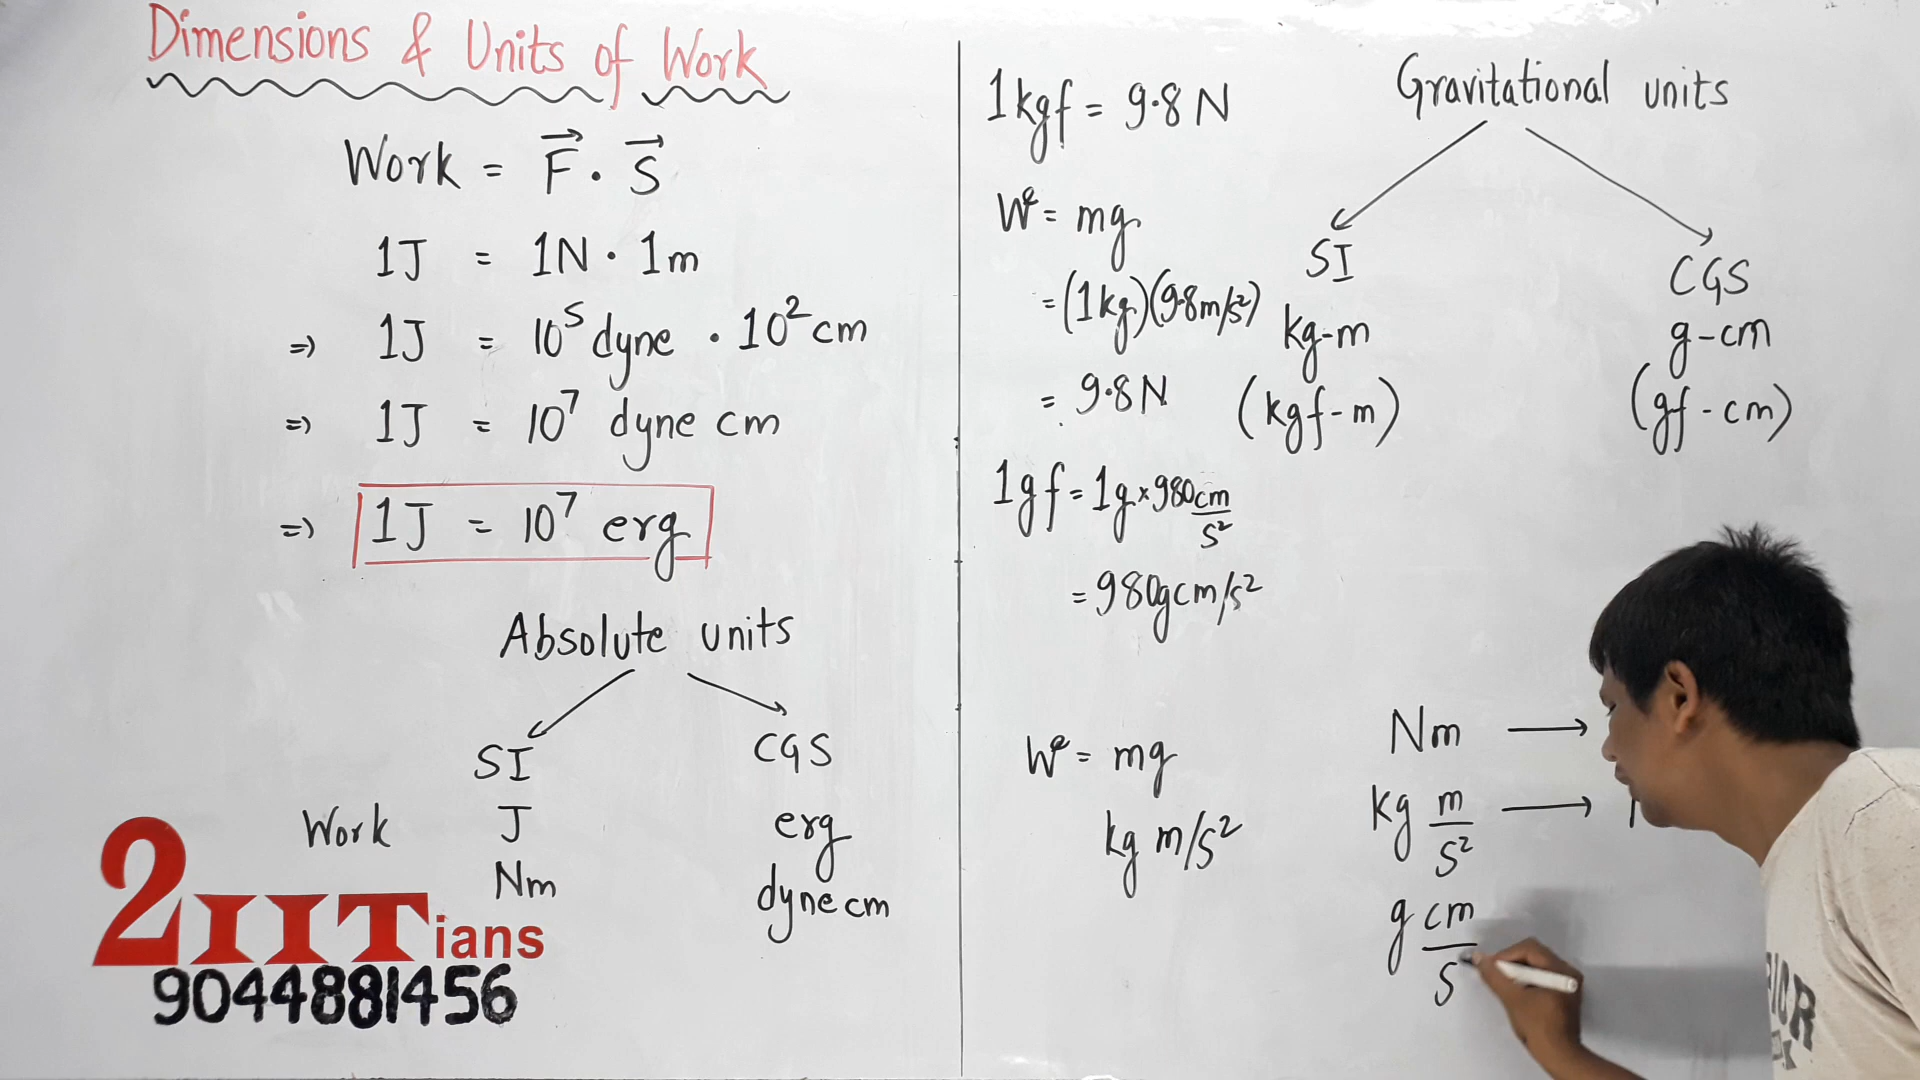 Dimensions & Units of Work
Work = F⃗ · S⃗
1J = 1N · 1m
⇒ 1J = 10⁵ dyne · 10² cm
⇒ 1J = 10⁷ dyne cm
⇒ 1J = 10⁷ erg
Absolute units
SI CGS
Work J erg
Nm dyne cm
2IITians
9044881456
1kgf = 9.8 N
Wᵉ = mg
= (1kg)(9.8m/s²)
= 9.8N
1gf = 1g × 980 cm/s²
= 980gcm/s²
Wᵉ = mg
kg m/s²
Gravitational units
SI CGS
kg-m g-cm
(kgf-m) (gf-cm)
Nm →
kg m/s² →
g cm/s